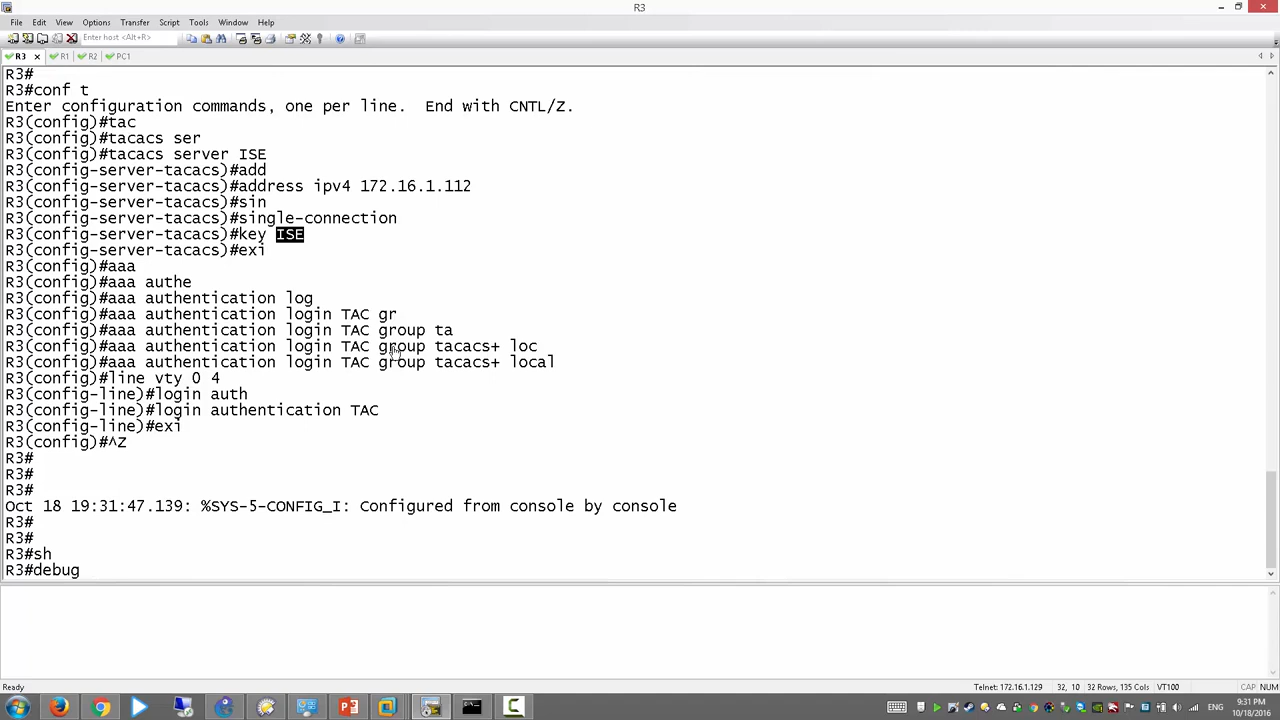 R3
File Edit View Options Transfer Script Tools Window Help
Enter host <Alt+R>
R3 R1 R2 PC1
R3#
R3#conf t
Enter configuration commands, one per line.  End with CNTL/Z.
R3(config)#tac
R3(config)#tacacs ser
R3(config)#tacacs server ISE
R3(config-server-tacacs)#add
R3(config-server-tacacs)#address ipv4 172.16.1.112
R3(config-server-tacacs)#sin
R3(config-server-tacacs)#single-connection
R3(config-server-tacacs)#key ISE
R3(config-server-tacacs)#exi
R3(config)#aaa
R3(config)#aaa authe
R3(config)#aaa authentication log
R3(config)#aaa authentication login TAC gr
R3(config)#aaa authentication login TAC group ta
R3(config)#aaa authentication login TAC group tacacs+ loc
R3(config)#aaa authentication login TAC group tacacs+ local
R3(config)#line vty 0 4
R3(config-line)#login auth
R3(config-line)#login authentication TAC
R3(config-line)#exi
R3(config)#^Z
R3#
R3#
R3#
Oct 18 19:31:47.139: %SYS-5-CONFIG_I: Configured from console by console
R3#
R3#
R3#sh
R3#debug
Ready Telnet: 172.16.1.129 32, 10 32 Rows, 135 Cols VT100 CAP NUM
ENG 9:31 PM
10/18/2016